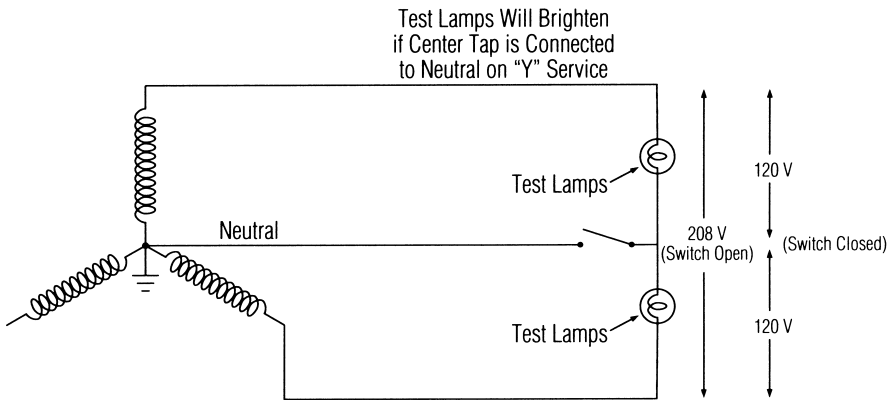 Test Lamps Will Brighten
if Center Tap is Connected
to Neutral on “Y” Service
120 V
Test Lamps
Neutral
208 V
(Switch Open)
(Switch Closed)
Test Lamps
120 V